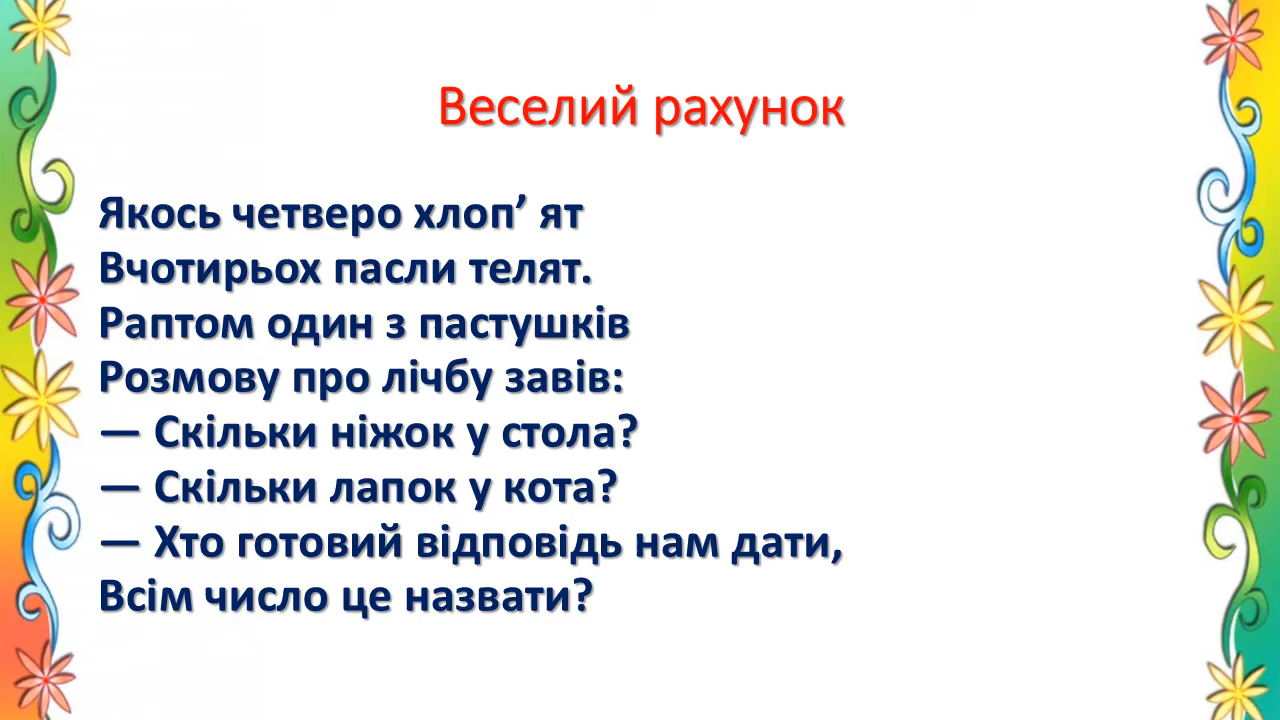 Веселий рахунок
Якось четверо хлоп’ ят
Вчотирьох пасли телят.
Раптом один з пастушків
Розмову про лічбу завів:
— Скільки ніжок у стола?
— Скільки лапок у кота?
— Хто готовий відповідь нам дати,
Всім число це назвати?